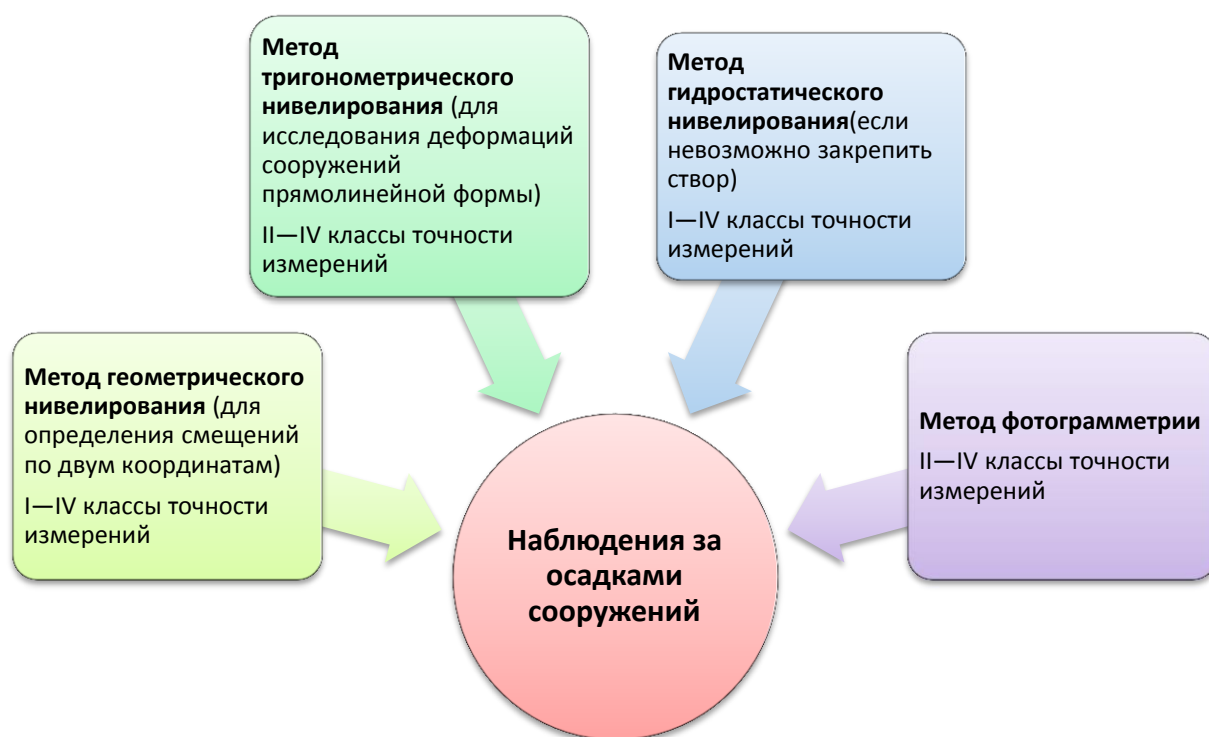 Метод
тригонометрического
нивелирования (для
исследования деформаций
сооружений
прямолинейной формы)
II—IV классы точности
измерений
Метод
гидростатического
нивелирования(если
невозможно закрепить
створ)
I—IV классы точности
измерений
Метод геометрического
нивелирования (для
определения смещений
по двум координатам)
I—IV классы точности
измерений
Метод фотограмметрии
II—IV классы точности
измерений
Наблюдения за
осадками
сооружений